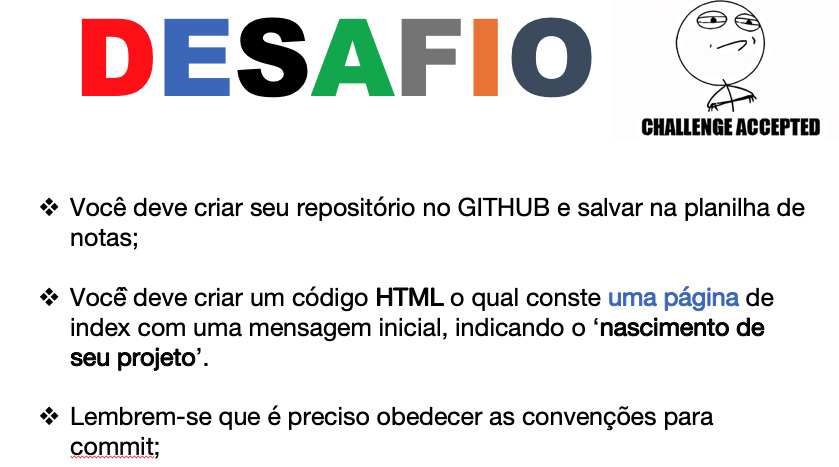 DESAFIO
CHALLENGE ACCEPTED
❖ Você deve criar seu repositório no GITHUB e salvar na planilha de
notas;
❖ Você deve criar um código HTML o qual conste uma página de
index com uma mensagem inicial, indicando o ‘nascimento de
seu projeto’.
❖ Lembrem-se que é preciso obedecer as convenções para
commit;